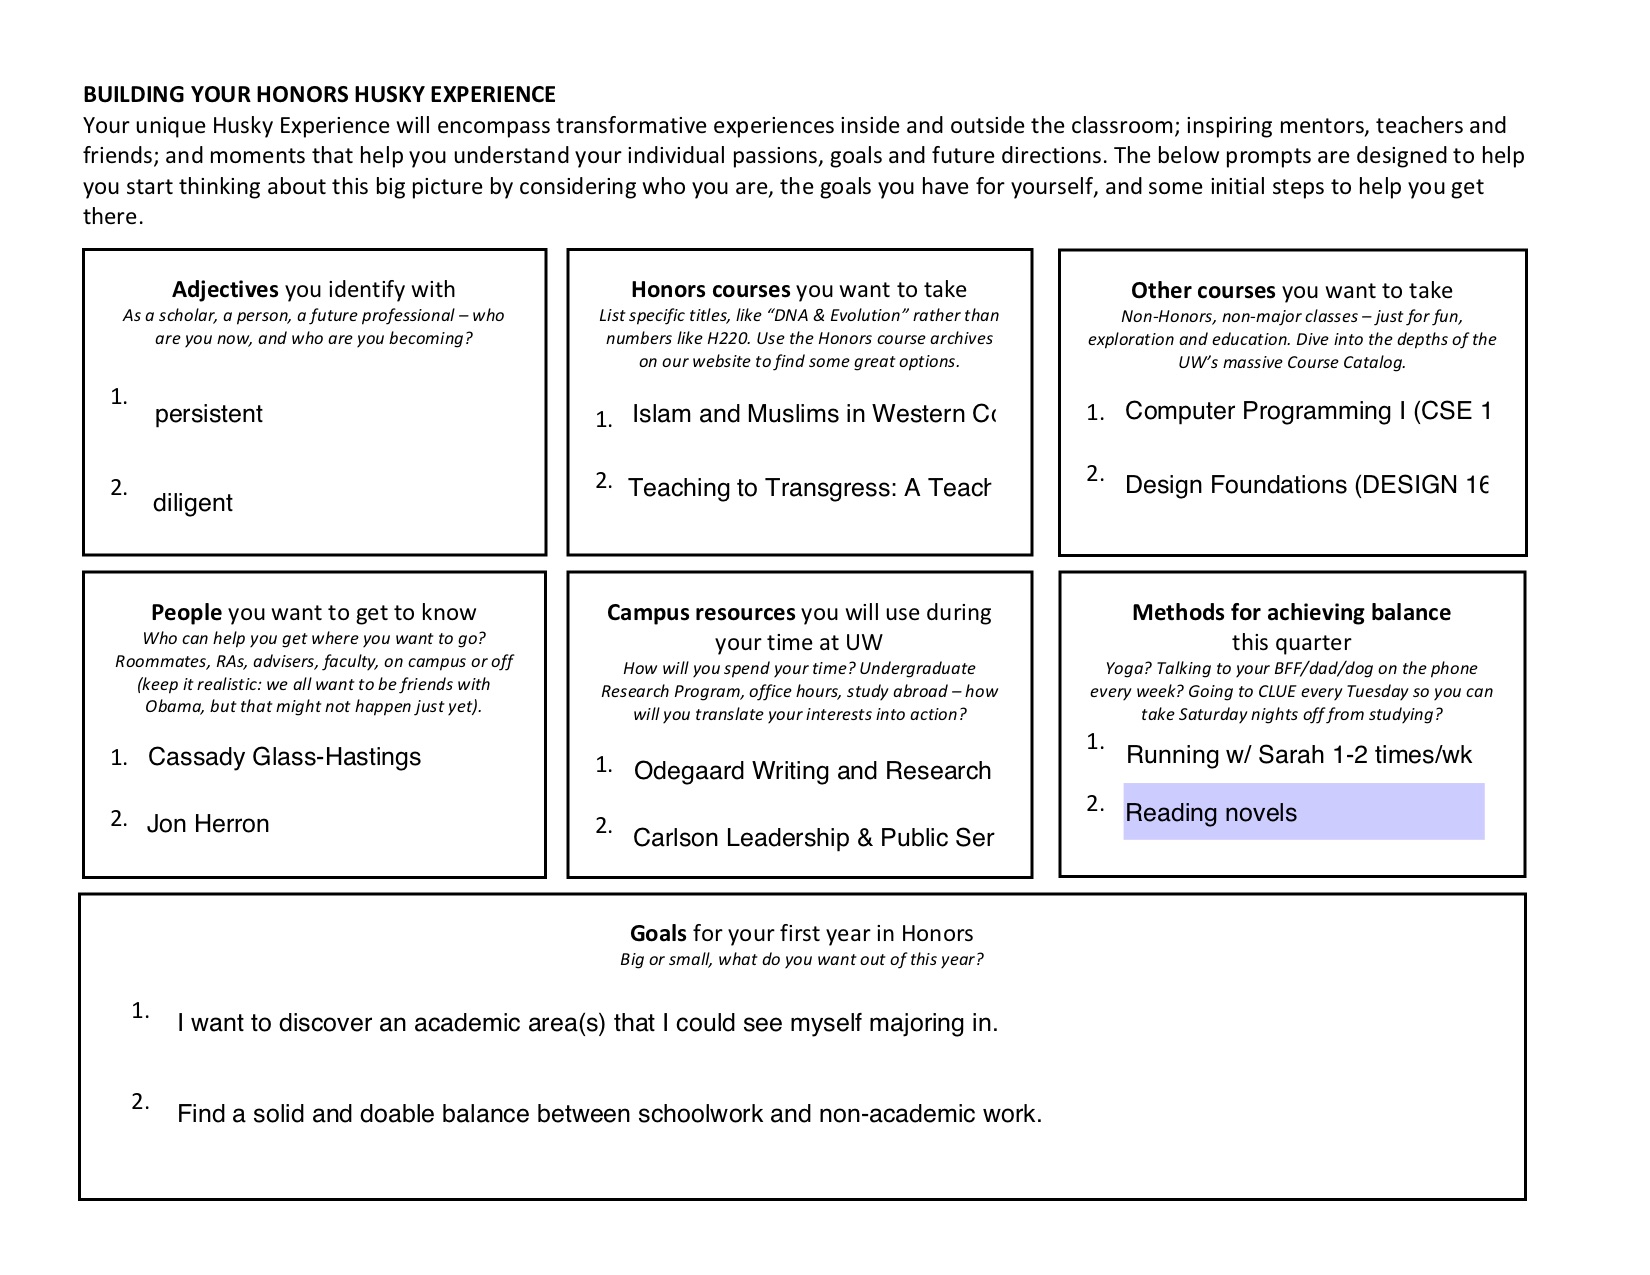 BUILDING YOUR HONORS HUSKY EXPERIENCE
Your unique Husky Experience will encompass transformative experiences inside and outside the classroom; inspiring mentors, teachers and
friends; and moments that help you understand your individual passions, goals and future directions. The below prompts are designed to help
you start thinking about this big picture by considering who you are, the goals you have for yourself, and some initial steps to help you get
there.
Adjectives you identify with
As a scholar, a person, a future professional – who
are you now, and who are you becoming?
1. persistent
2. diligent
Honors courses you want to take
List specific titles, like “DNA & Evolution” rather than
numbers like H220. Use the Honors course archives
on our website to find some great options.
1. Islam and Muslims in Western
2. Teaching to Transgress: A Teach
Other courses you want to take
Non-Honors, non-major classes – just for fun,
exploration and education. Dive into the depths of the
UW’s massive Course Catalog.
1. Computer Programming I (CSE 1
2. Design Foundations (DESIGN 16
People you want to get to know
Who can help you get where you want to go?
Roommates, RAs, advisers, faculty, on campus or off
(keep it realistic: we all want to be friends with
Obama, but that might not happen just yet).
1. Cassady Glass-Hastings
2. Jon Herron
Campus resources you will use during
your time at UW
How will you spend your time? Undergraduate
Research Program, office hours, study abroad – how
will you translate your interests into action?
1. Odegaard Writing and Research
2. Carlson Leadership & Public Ser
Methods for achieving balance
this quarter
Yoga? Talking to your BFF/dad/dog on the phone
every week? Going to CLUE every Tuesday so you can
take Saturday nights off from studying?
1. Running w/ Sarah 1-2 times/wk
2. Reading novels
Goals for your first year in Honors
Big or small, what do you want out of this year?
1. I want to discover an academic area(s) that I could see myself majoring in.
2. Find a solid and doable balance between schoolwork and non-academic work.